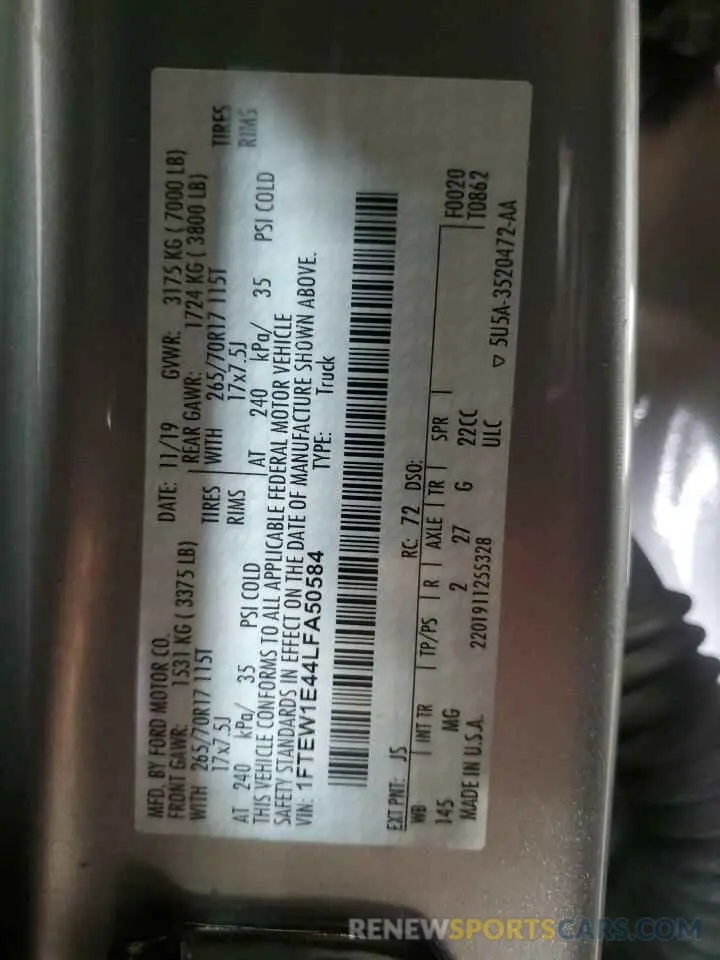 MFD. BY FORD MOTOR CO.
DATE: 11/19 GVWR: 3175 KG ( 7000 LB)
FRONT GAWR: 1531 KG ( 3375 LB)
REAR GAWR: 1724 KG ( 3800 LB)
WITH 265/70R17 115T TIRES
WITH 265/70R17 115T TIRES
17x7.5J RIMS
17x7.5J RIMS
AT 240 kPa/ 35 PSI COLD
AT 240 kPa/ 35 PSI COLD
THIS VEHICLE CONFORMS TO ALL APPLICABLE FEDERAL MOTOR VEHICLE
SAFETY STANDARDS IN EFFECT ON THE DATE OF MANUFACTURE SHOWN ABOVE.
VIN: 1FTEW1E44LFA50584 TYPE: Truck
EXT PNT: JS RC: 72 DSO: F0020
WB INT TR TP/PS R AXLE TR SPR T0862
145 MG 2 27 G 22CC
MADE IN U.S.A. 2201911255328 ULC ▽ 5U5A-3520472-AA
RENEWSPORTSCARS.COM